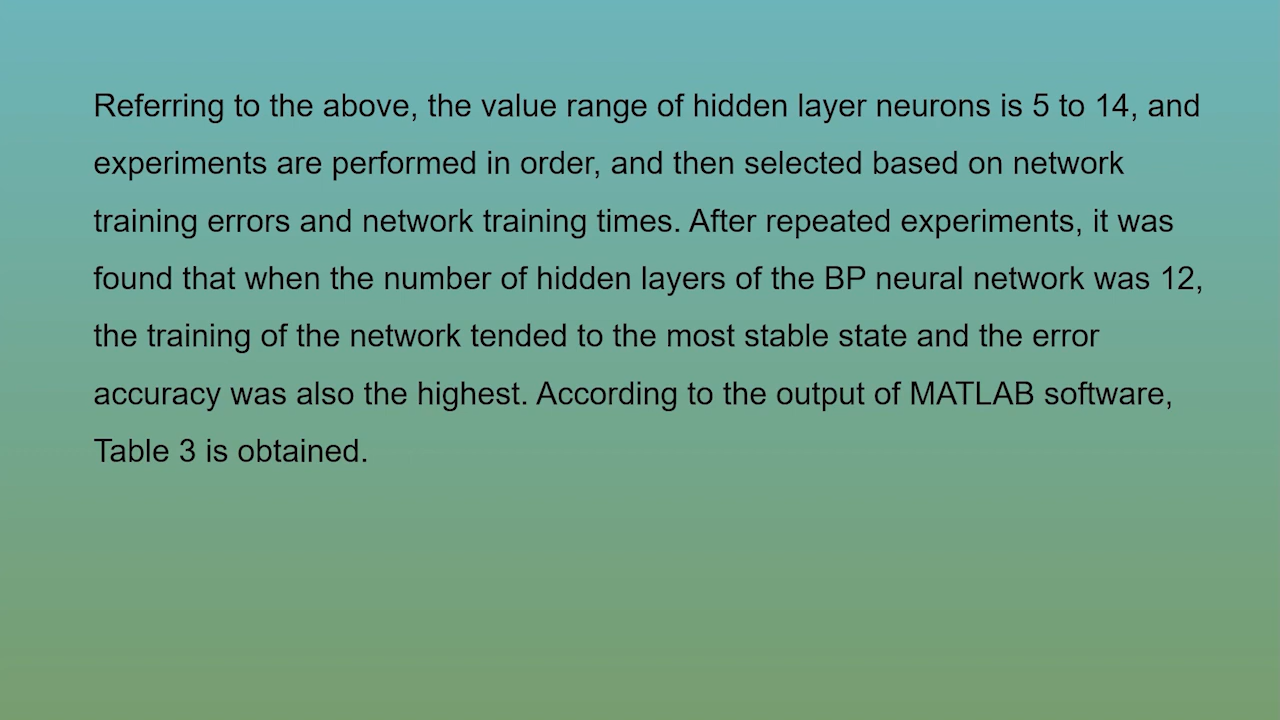 Referring to the above, the value range of hidden layer neurons is 5 to 14, and
experiments are performed in order, and then selected based on network
training errors and network training times. After repeated experiments, it was
found that when the number of hidden layers of the BP neural network was 12,
the training of the network tended to the most stable state and the error
accuracy was also the highest. According to the output of MATLAB software,
Table 3 is obtained.